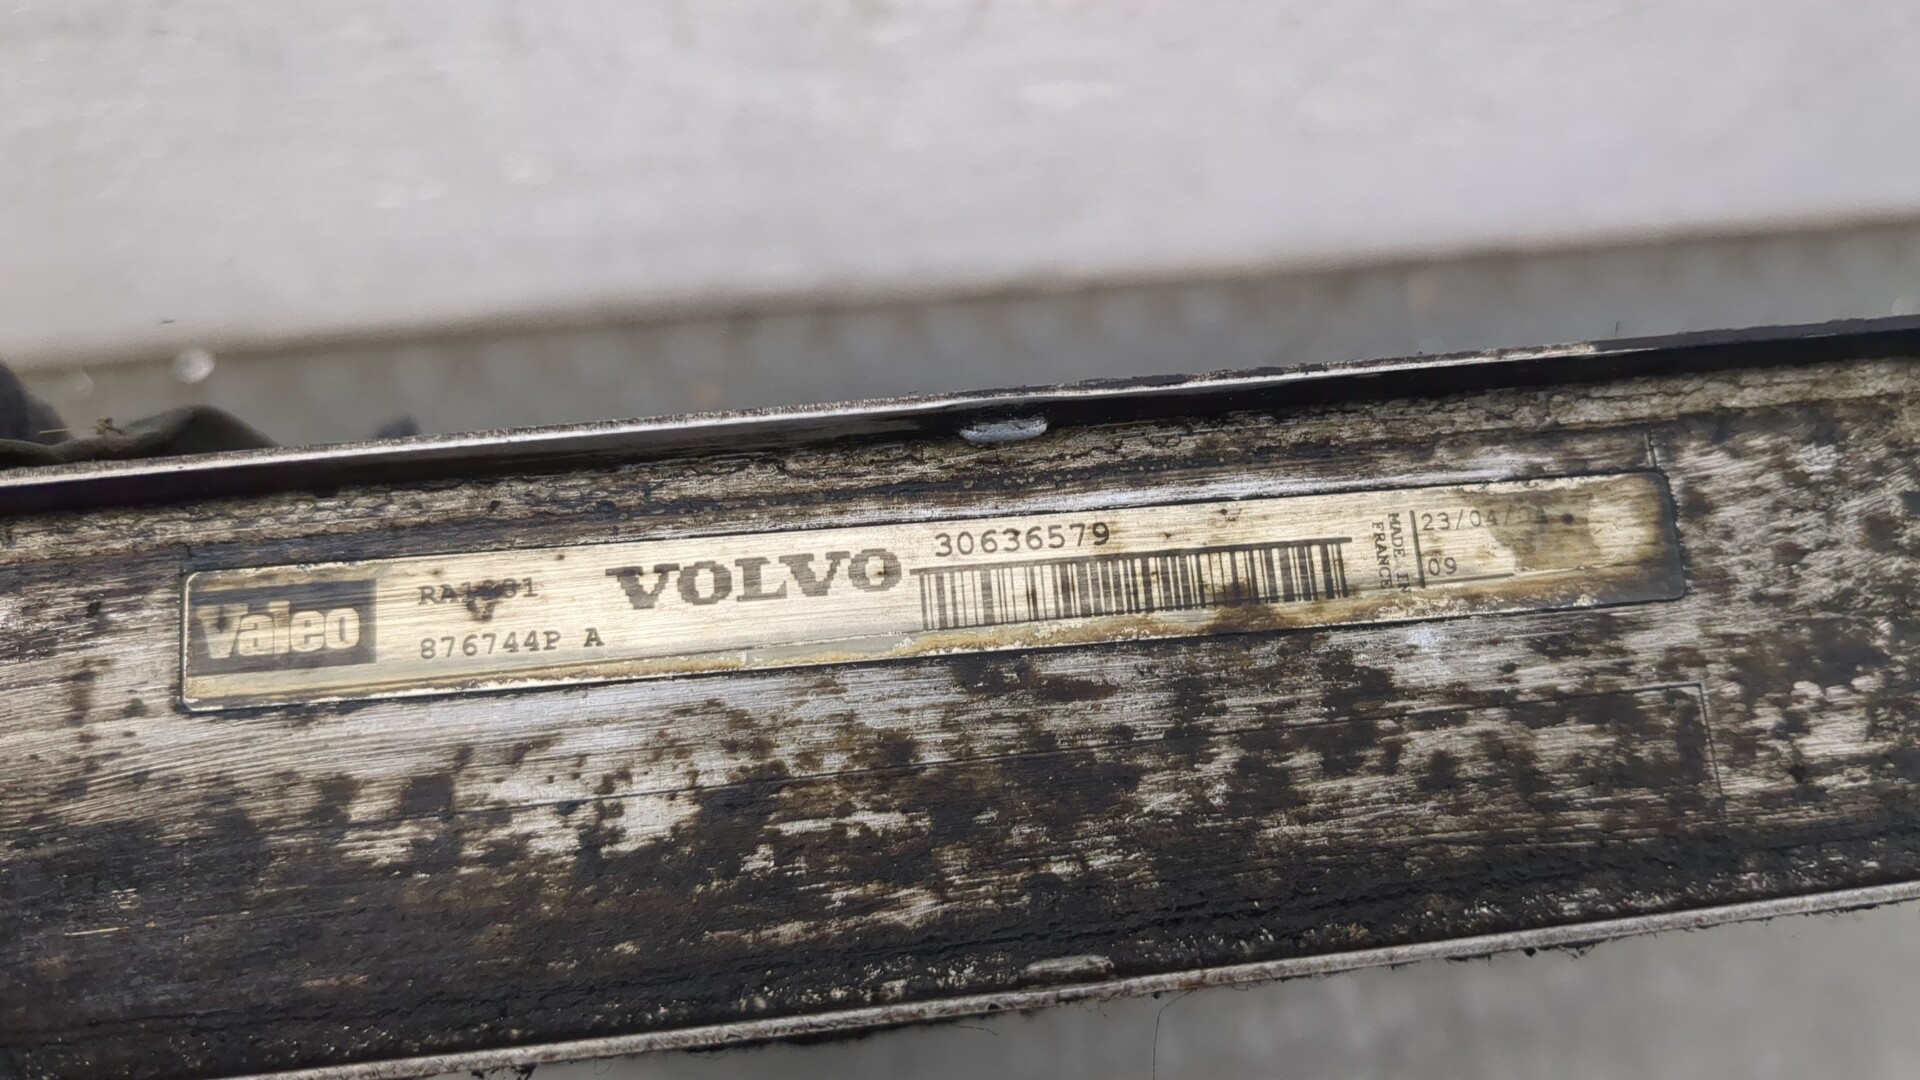 Valeo
876744P A
VOLVO
30636579
MADE IN
FRANCE
09